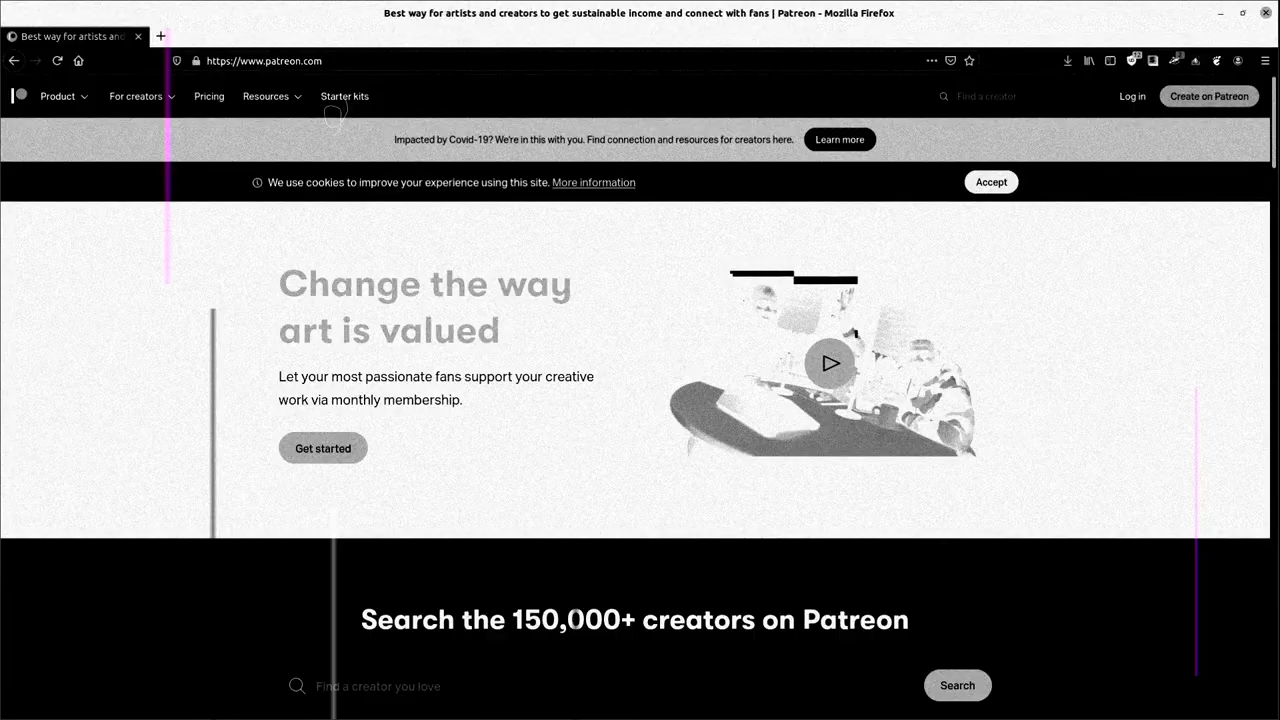 Best way for artists and creators to get sustainable income and connect with fans | Patreon - Mozilla Firefox
Best way for artists and
https://www.patreon.com
Product
For creators
Pricing
Resources
Starter kits
Find a creator
Log in
Create on Patreon
Impacted by Covid-19? We're in this with you. Find connection and resources for creators here.
Learn more
We use cookies to improve your experience using this site. More information
Accept
Change the way
art is valued
Let your most passionate fans support your creative
work via monthly membership.
Get started
Search the 150,000+ creators on Patreon
Find a creator you love
Search